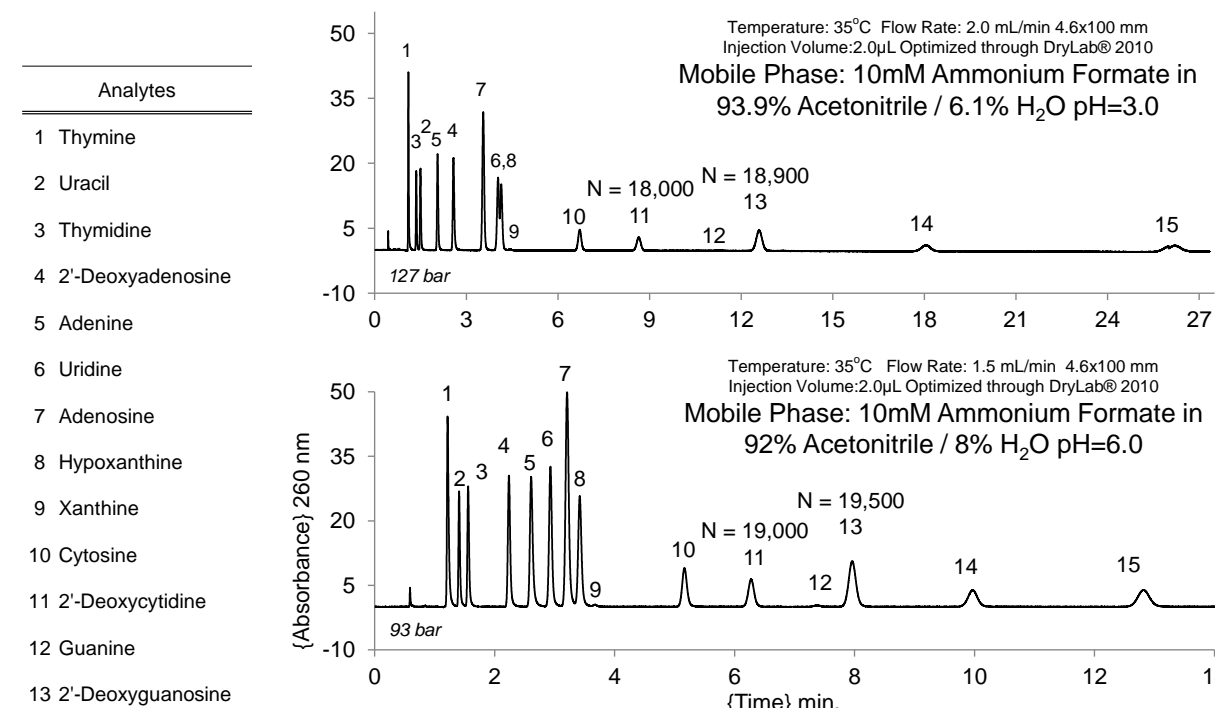 Analytes
1 Thymine
2 Uracil
3 Thymidine
4 2'-Deoxyadenosine
5 Adenine
6 Uridine
7 Adenosine
8 Hypoxanthine
9 Xanthine
10 Cytosine
11 2'-Deoxycytidine
12 Guanine
13 2'-Deoxyguanosine
Temperature: 35°C Flow Rate: 2.0 mL/min 4.6x100 mm
Injection Volume:2.0µL Optimized through DryLab® 2010
Mobile Phase: 10mM Ammonium Formate in
93.9% Acetonitrile / 6.1% H₂O pH=3.0
50
35
20
5
-10
1
3
2
5
4
7
6,8
9
10
N = 18,000
11
12
N = 18,900
13
14
15
127 bar
0 3 6 9 12 15 18 21 24 27
Temperature: 35°C Flow Rate: 1.5 mL/min 4.6x100 mm
Injection Volume:2.0µL Optimized through DryLab® 2010
Mobile Phase: 10mM Ammonium Formate in
92% Acetonitrile / 8% H₂O pH=6.0
{Absorbance} 260 nm
50
35
20
5
-10
1
2
3
4
5
6
7
8
9
10
N = 19,000
11
12
N = 19,500
13
14
15
93 bar
0 2 4 6 8 10 12
{Time} min.